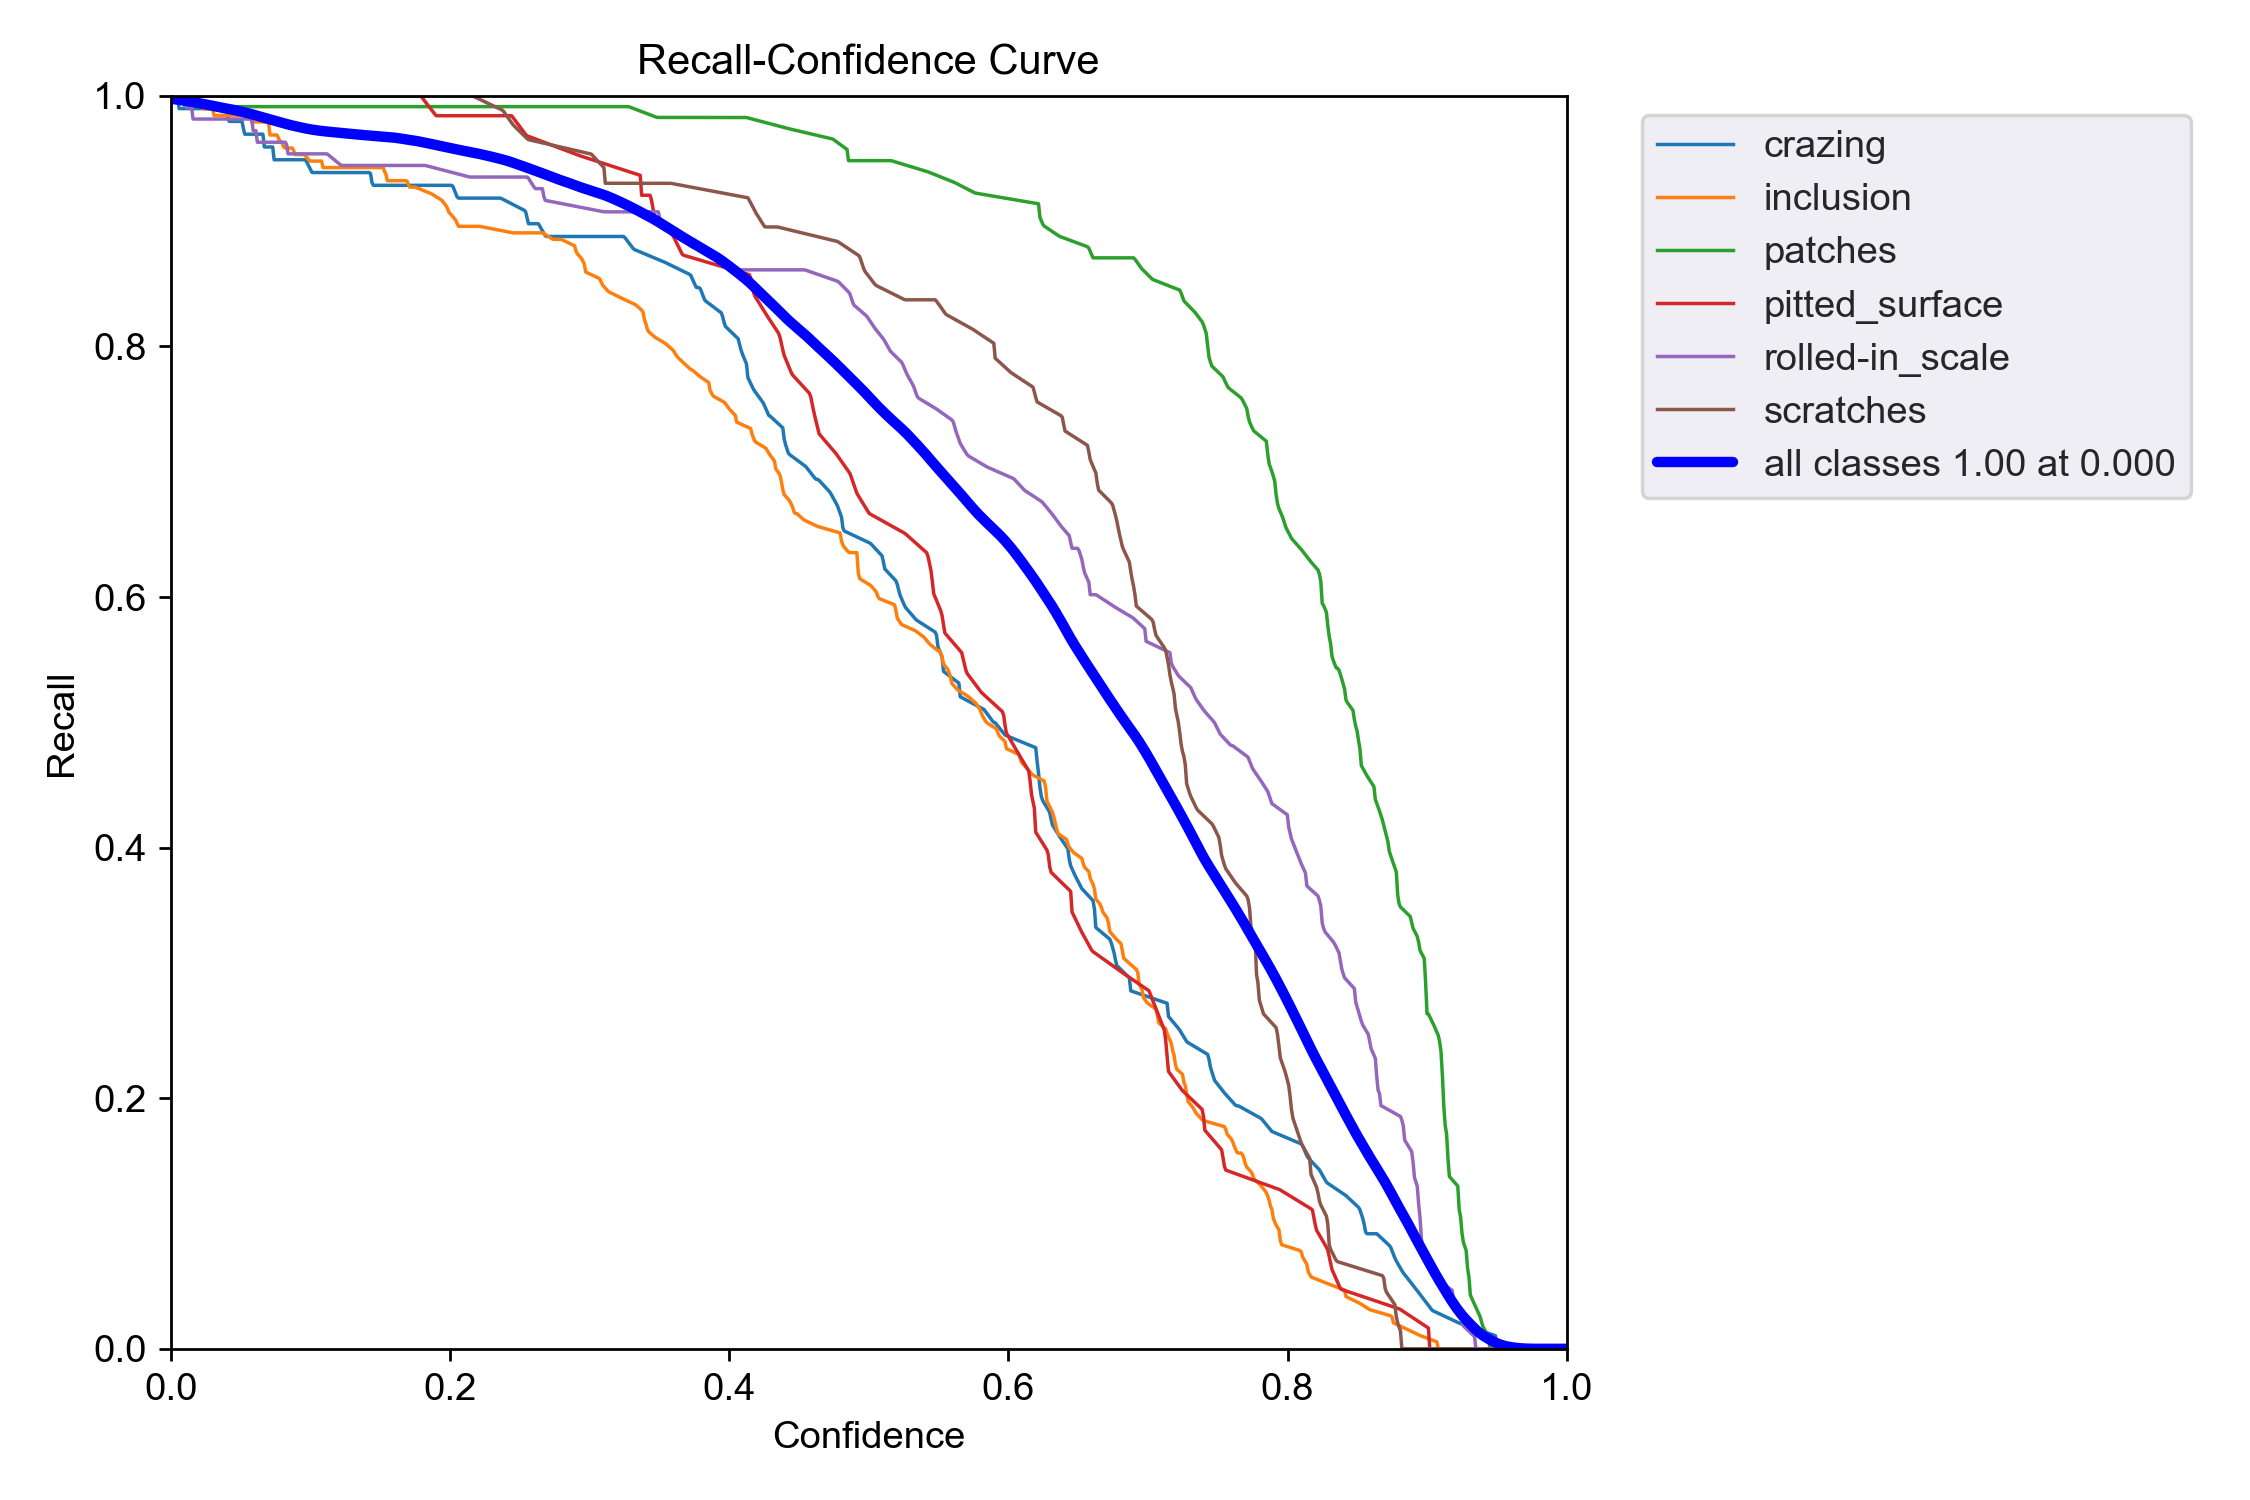 Recall-Confidence Curve
1.0
0.8
0.6
0.4
0.2
0.0
Recall
0.0 0.2 0.4 0.6 0.8 1.0
Confidence
crazing
inclusion
patches
pitted_surface
rolled-in_scale
scratches
all classes 1.00 at 0.000